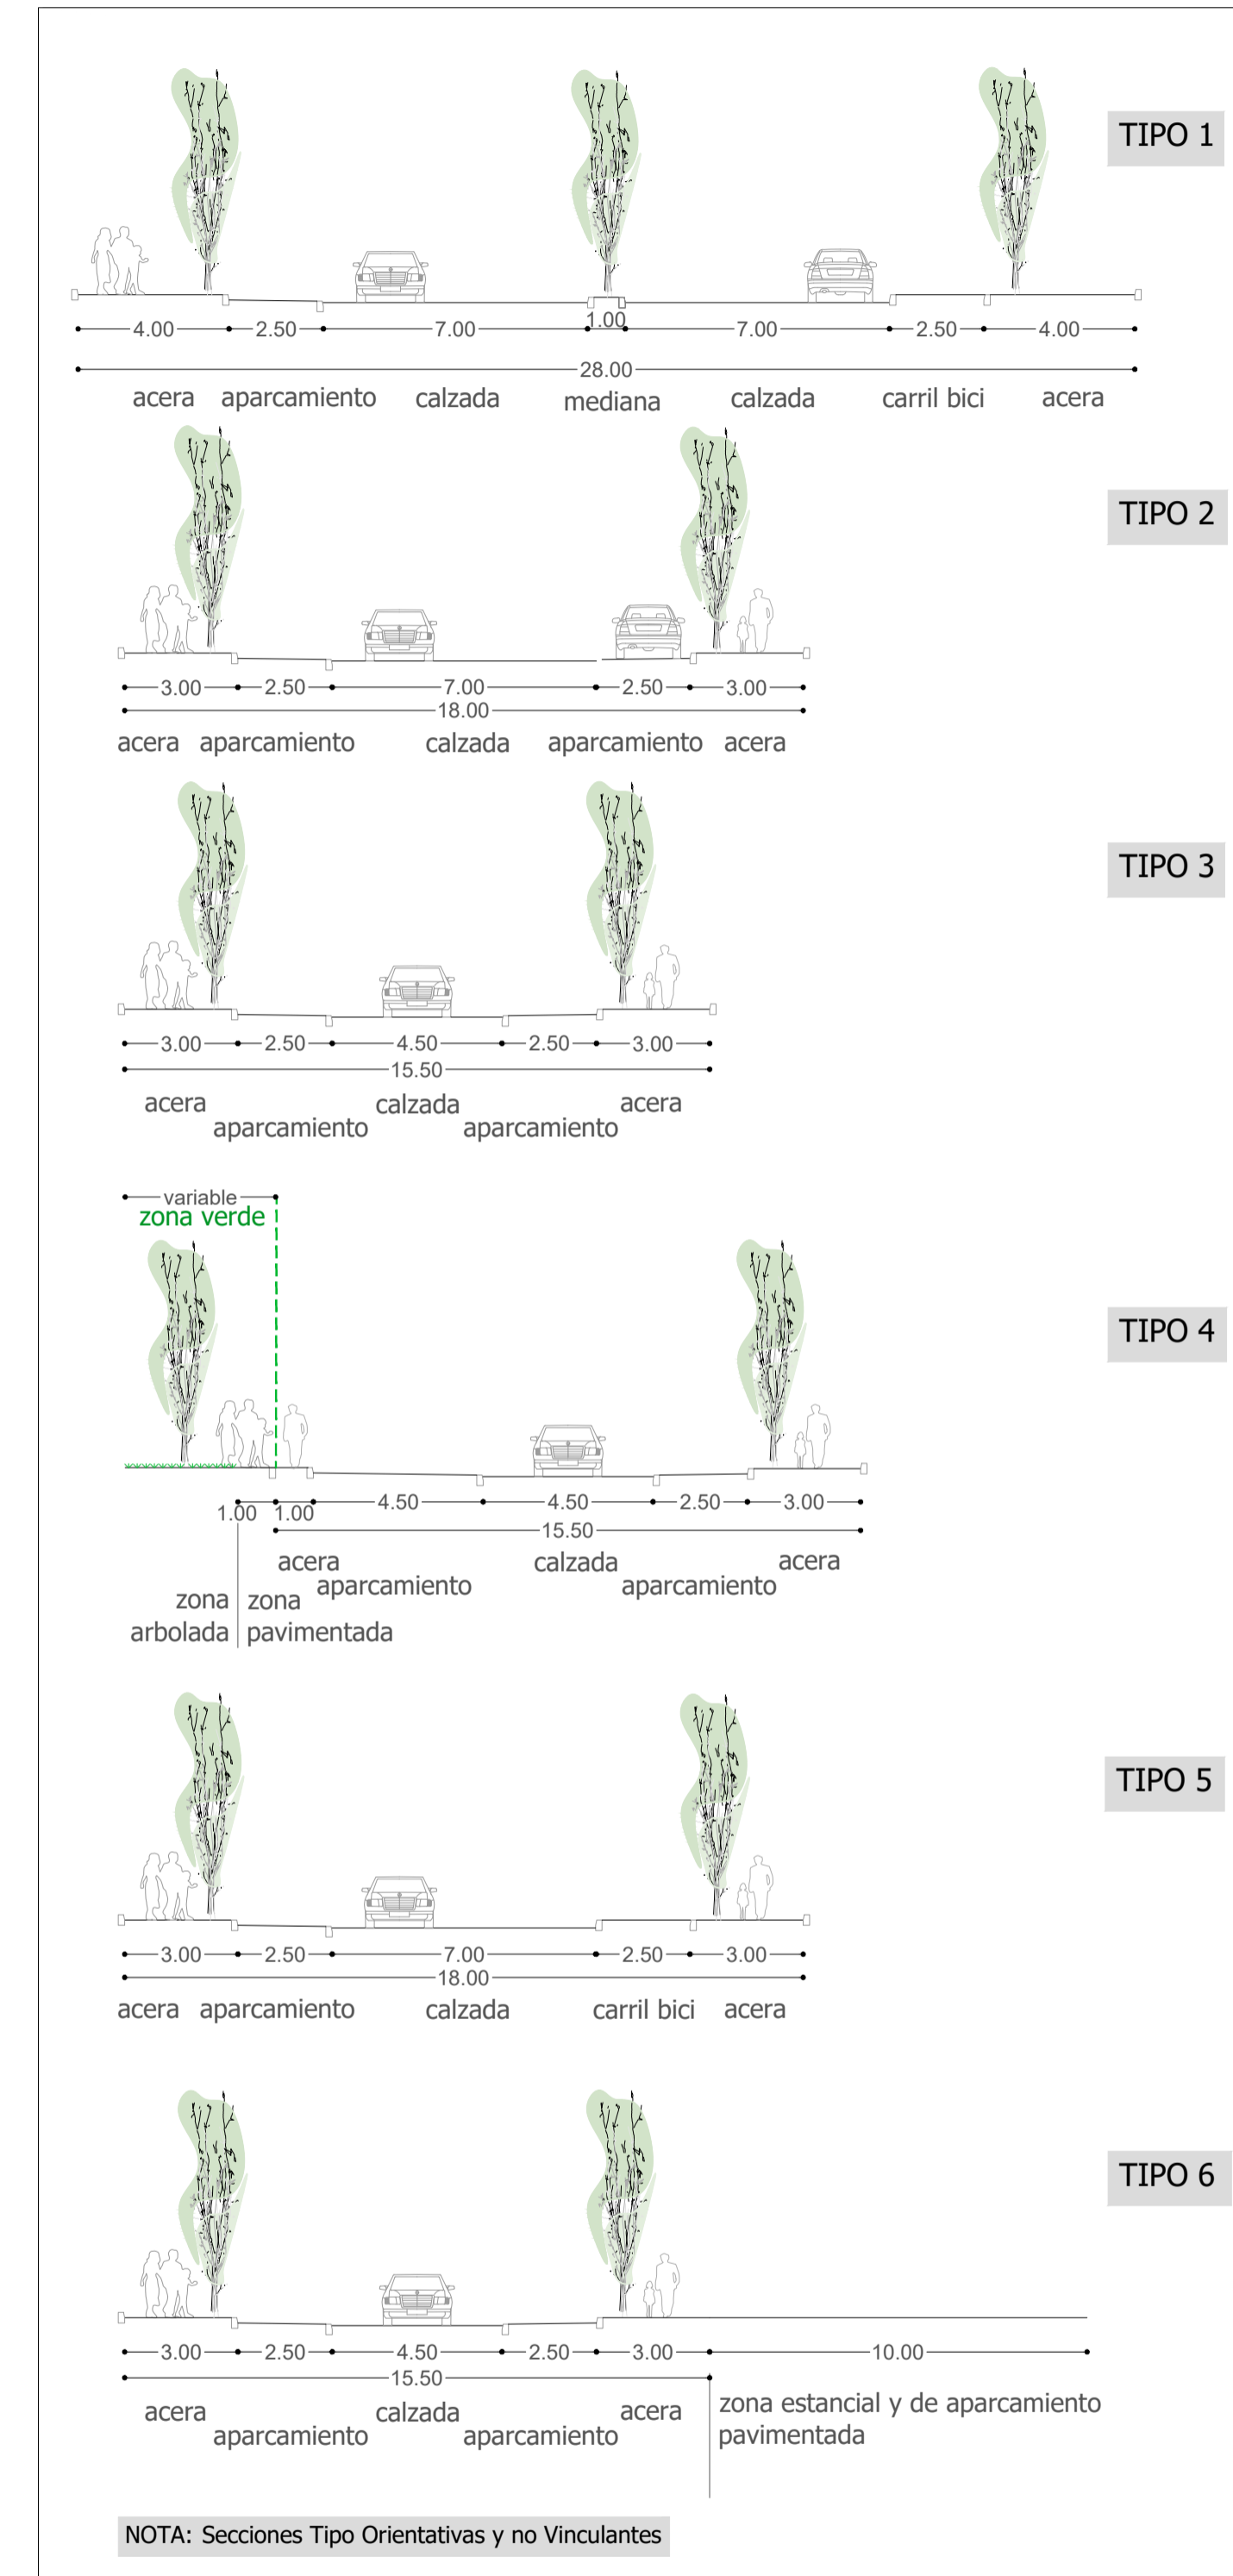 TIPO 1
4.00 2.50 7.00 1.00 7.00 2.50 4.00
28.00
acera aparcamiento calzada mediana calzada carril bici acera
TIPO 2
3.00 2.50 7.00 2.50 3.00
18.00
acera aparcamiento calzada aparcamiento acera
TIPO 3
3.00 2.50 4.50 2.50 3.00
15.50
acera calzada acera
aparcamiento aparcamiento
variable
zona verde
TIPO 4
1.00 1.00 4.50 4.50 2.50 3.00
15.50
acera calzada acera
aparcamiento aparcamiento
zona arbolada
zona pavimentada
TIPO 5
3.00 2.50 7.00 2.50 3.00
18.00
acera aparcamiento calzada carril bici acera
TIPO 6
3.00 2.50 4.50 2.50 3.00 10.00
15.50
acera calzada acera
aparcamiento aparcamiento
zona estancial y de aparcamiento
pavimentada
NOTA: Secciones Tipo Orientativas y no Vinculantes